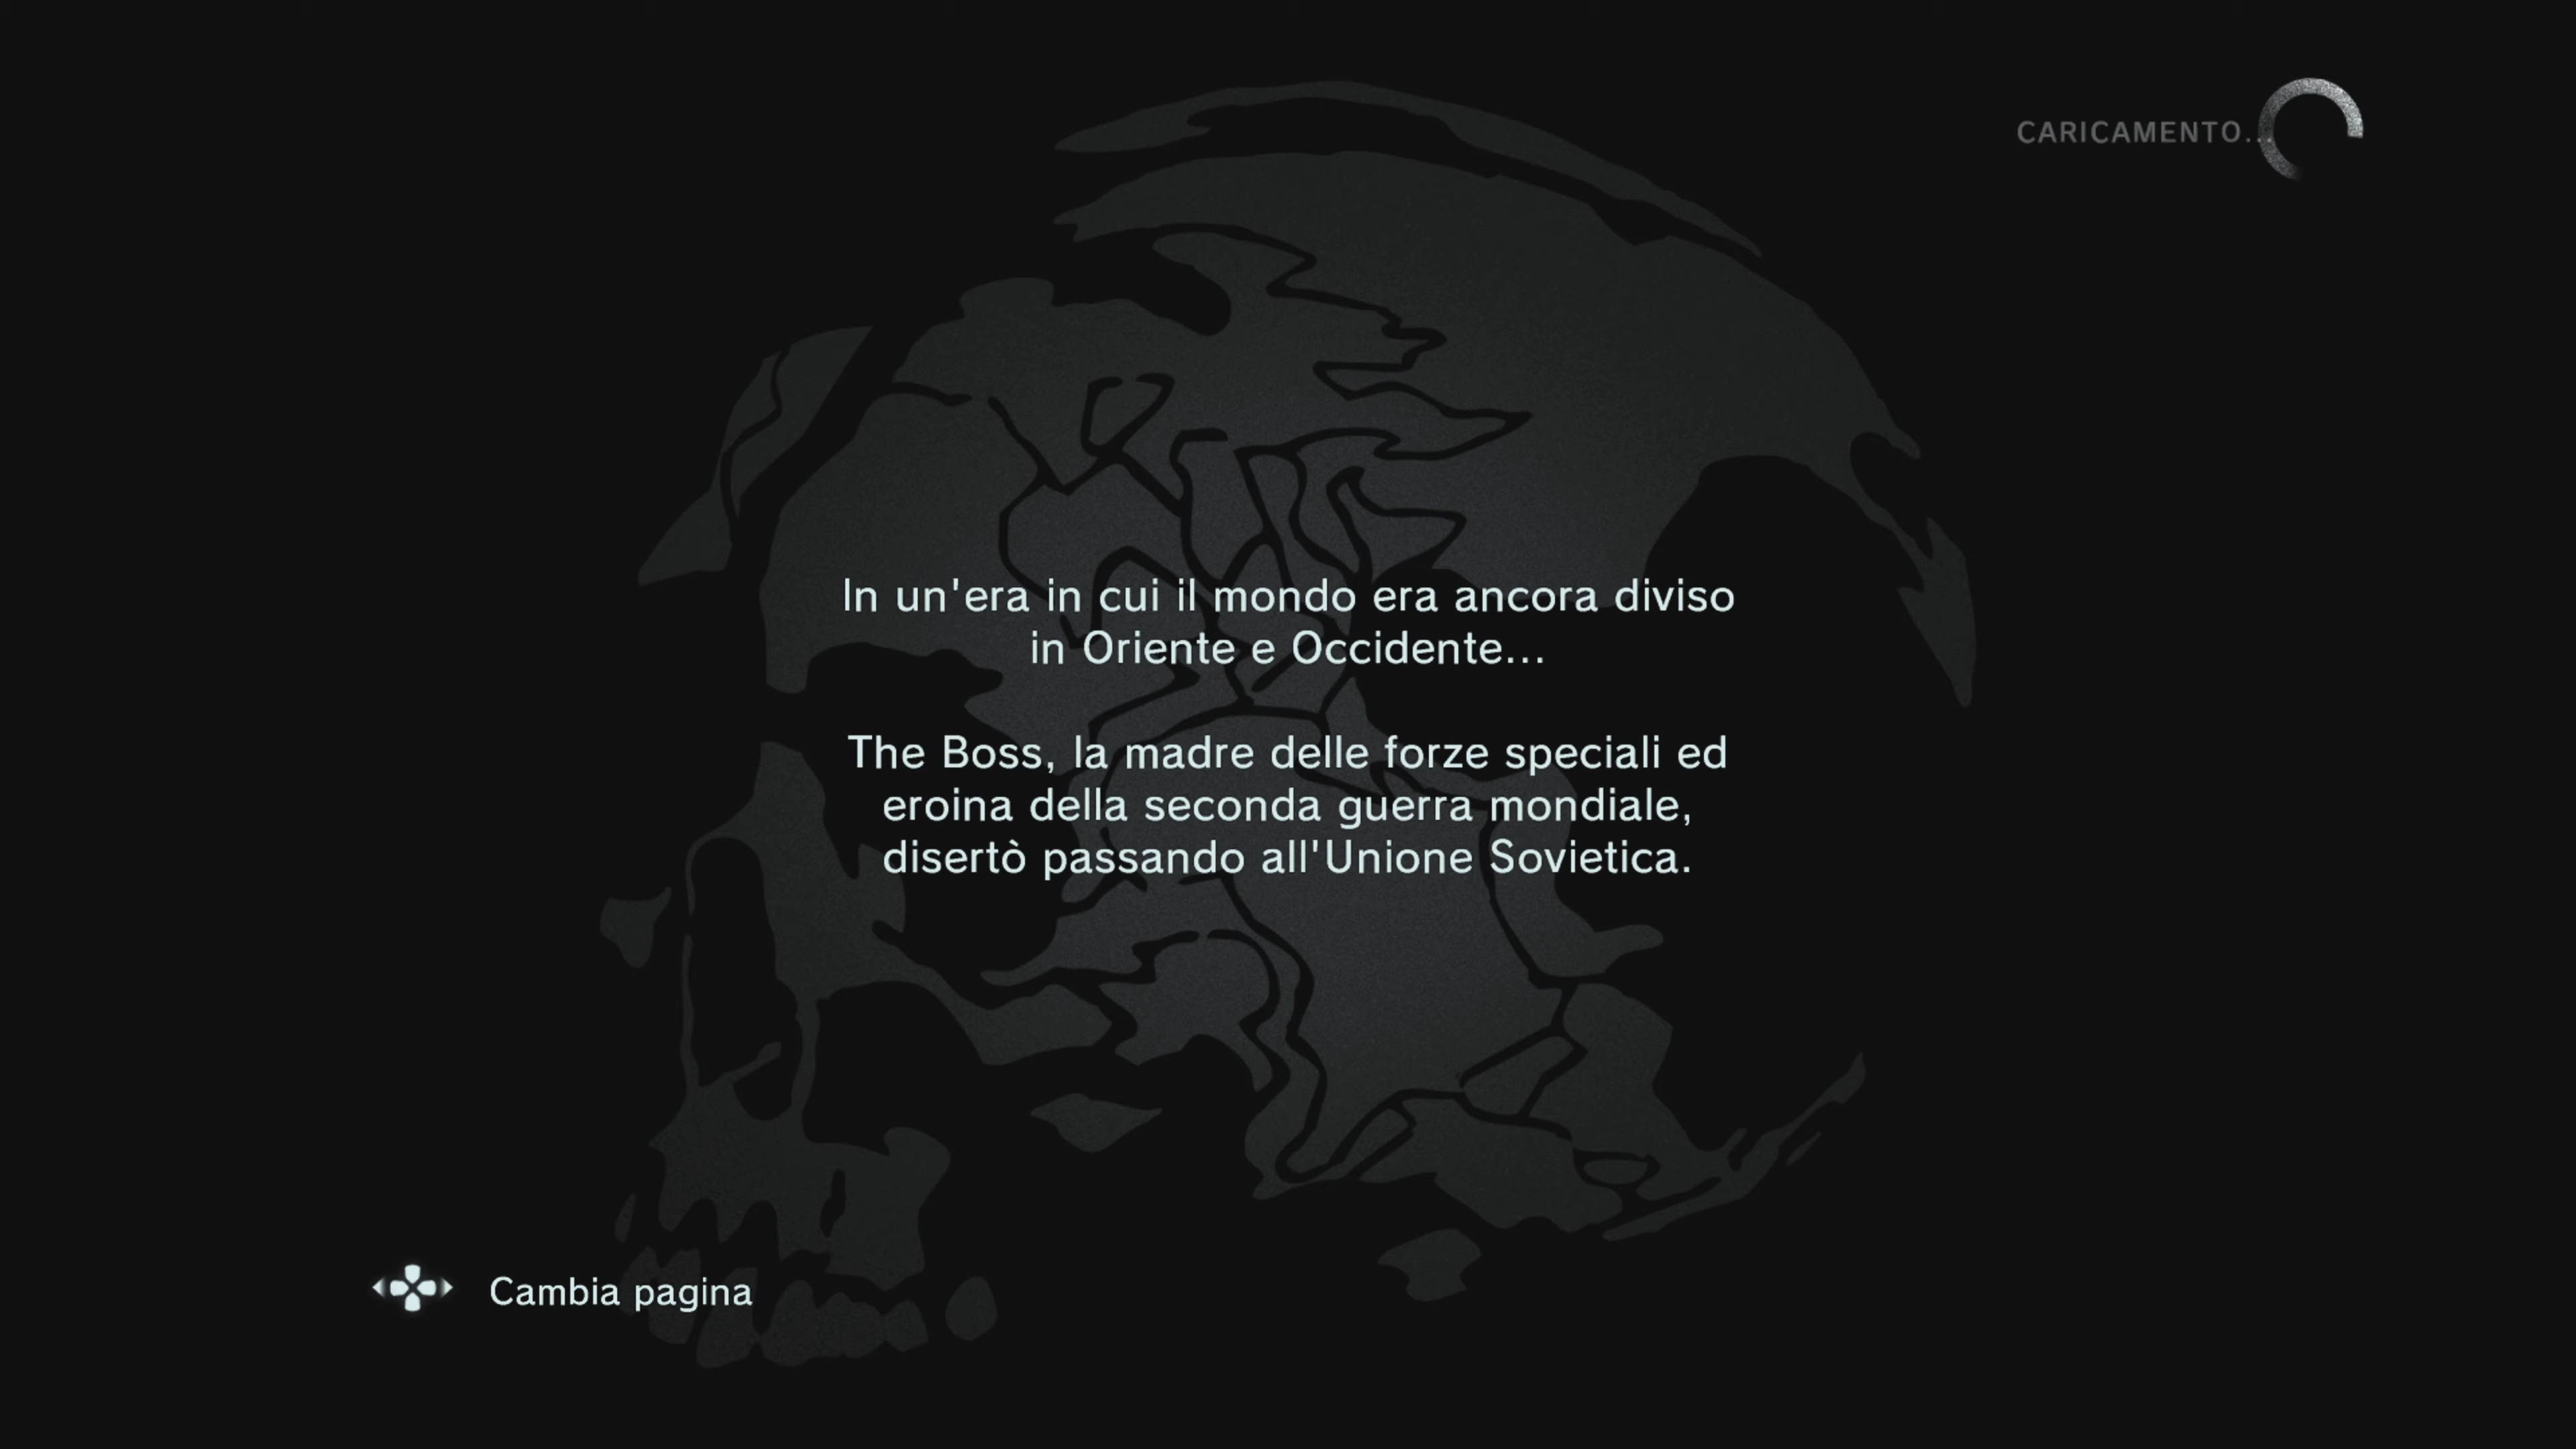 CARICAMENTO...
In un'era in cui il mondo era ancora diviso
in Oriente e Occidente...
The Boss, la madre delle forze speciali ed
eroina della seconda guerra mondiale,
disertò passando all'Unione Sovietica.
Cambia pagina